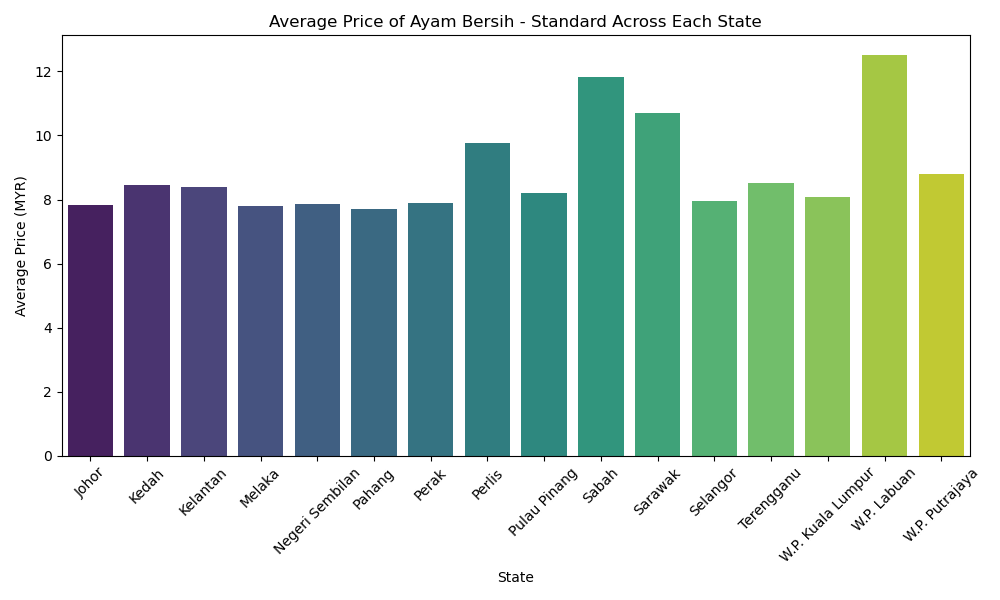 Average Price of Ayam Bersih - Standard Across Each State
Average Price (MYR)
12
10
8
6
4
2
0
Johor
Kedah
Kelantan
Melaka
Negeri Sembilan
Pahang
Perak
Perlis
Pulau Pinang
Sabah
Sarawak
Selangor
Terengganu
W.P. Kuala Lumpur
W.P. Labuan
W.P. Putrajaya
State